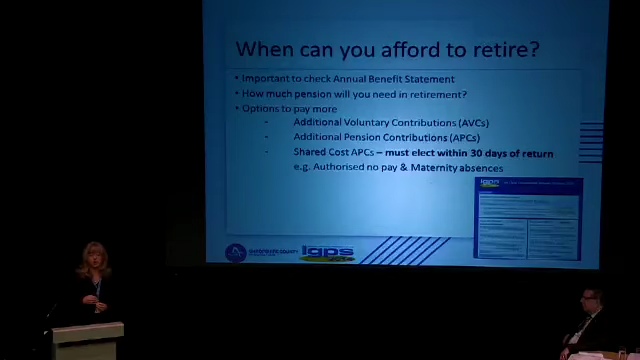 When can you afford to retire?
• Important to check Annual Benefit Statement
• How much pension will you need in retirement?
• Options to pay more
- Additional Voluntary Contributions (AVCs)
- Additional Pension Contributions (APCs)
- Shared Cost APCs – must elect within 30 days of return
e.g. Authorised no pay & Maternity absences
lgps